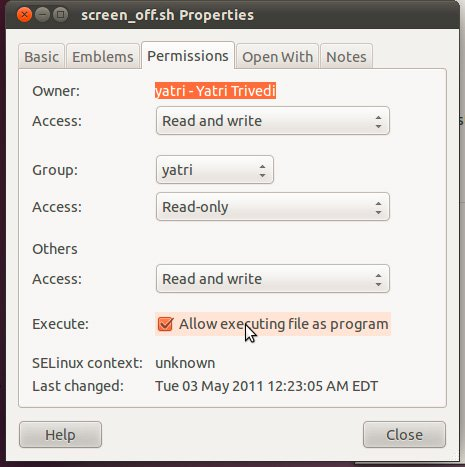 screen_off.sh Properties
Basic Emblems Permissions Open With Notes
Owner: yatri - Yatri Trivedi
Access: Read and write
Group: yatri
Access: Read-only
Others
Access: Read and write
Execute: Allow executing file as program
SELinux context: unknown
Last changed: Tue 03 May 2011 12:23:05 AM EDT
Help Close